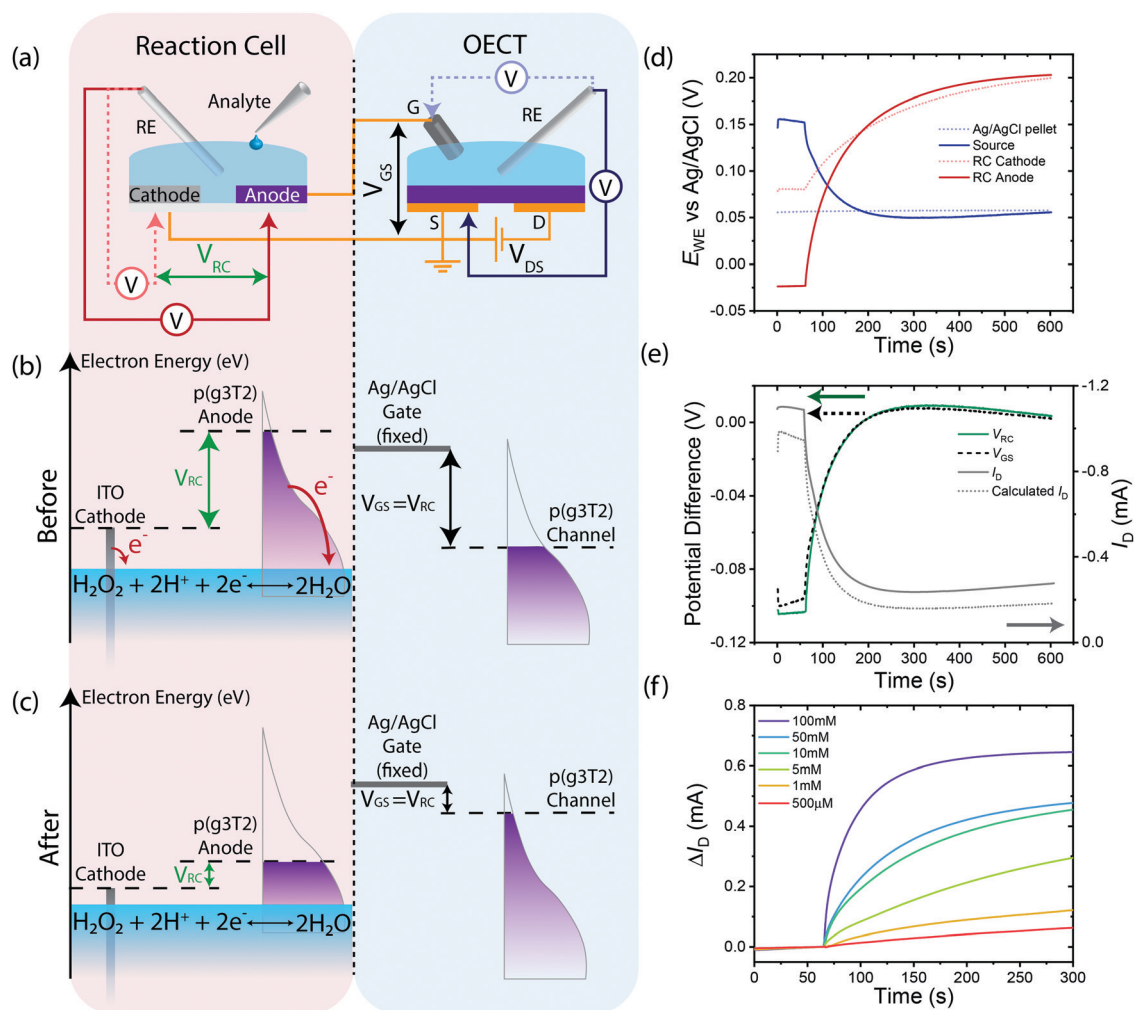 Reaction Cell
OECT
(a)
RE
Analyte
Cathode
Anode
V_RC
V
V
G
V
RE
V_GS
V
S
D
V_DS
(b)
Electron Energy (eV)
Before
p(g3T2)
Anode
V_RC
ITO
Cathode
e⁻
e⁻
H₂O₂ + 2H⁺ + 2e⁻ ⟷ 2H₂O
Ag/AgCl
Gate
(fixed)
V_GS=V_RC
p(g3T2)
Channel
(c)
Electron Energy (eV)
After
p(g3T2)
Anode
V_RC
ITO
Cathode
H₂O₂ + 2H⁺ + 2e⁻ ⟷ 2H₂O
Ag/AgCl
Gate
(fixed)
V_GS=V_RC
p(g3T2)
Channel
(d)
E_WE vs Ag/AgCl (V)
0.20
0.15
0.10
0.05
0.00
-0.05
Ag/AgCl pellet
Source
RC Cathode
RC Anode
0 100 200 300 400 500 600
Time (s)
(e)
Potential Difference (V)
0.00
-0.04
-0.08
-0.12
V_RC
V_GS
I_D
Calculated I_D
-1.2
-0.8
-0.4
0.0
I_D (mA)
0 100 200 300 400 500 600
Time (s)
(f)
ΔI_D (mA)
0.8
0.6
0.4
0.2
0.0
100mM
50mM
10mM
5mM
1mM
500µM
0 50 100 150 200 250 300
Time (s)